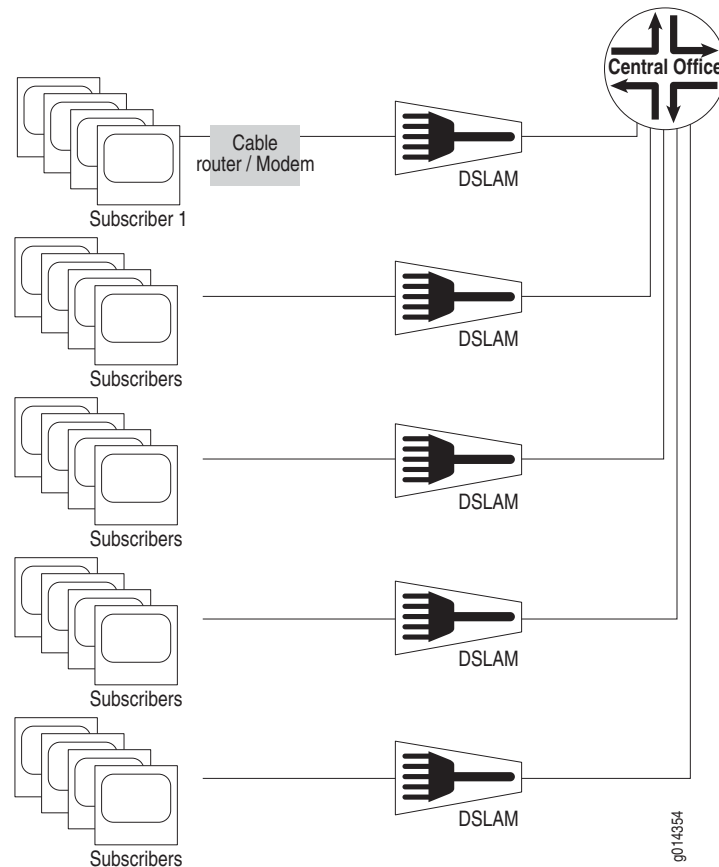 Central Office
Cable
router / Modem
DSLAM
Subscriber 1
DSLAM
Subscribers
DSLAM
Subscribers
DSLAM
Subscribers
DSLAM
Subscribers
g014354